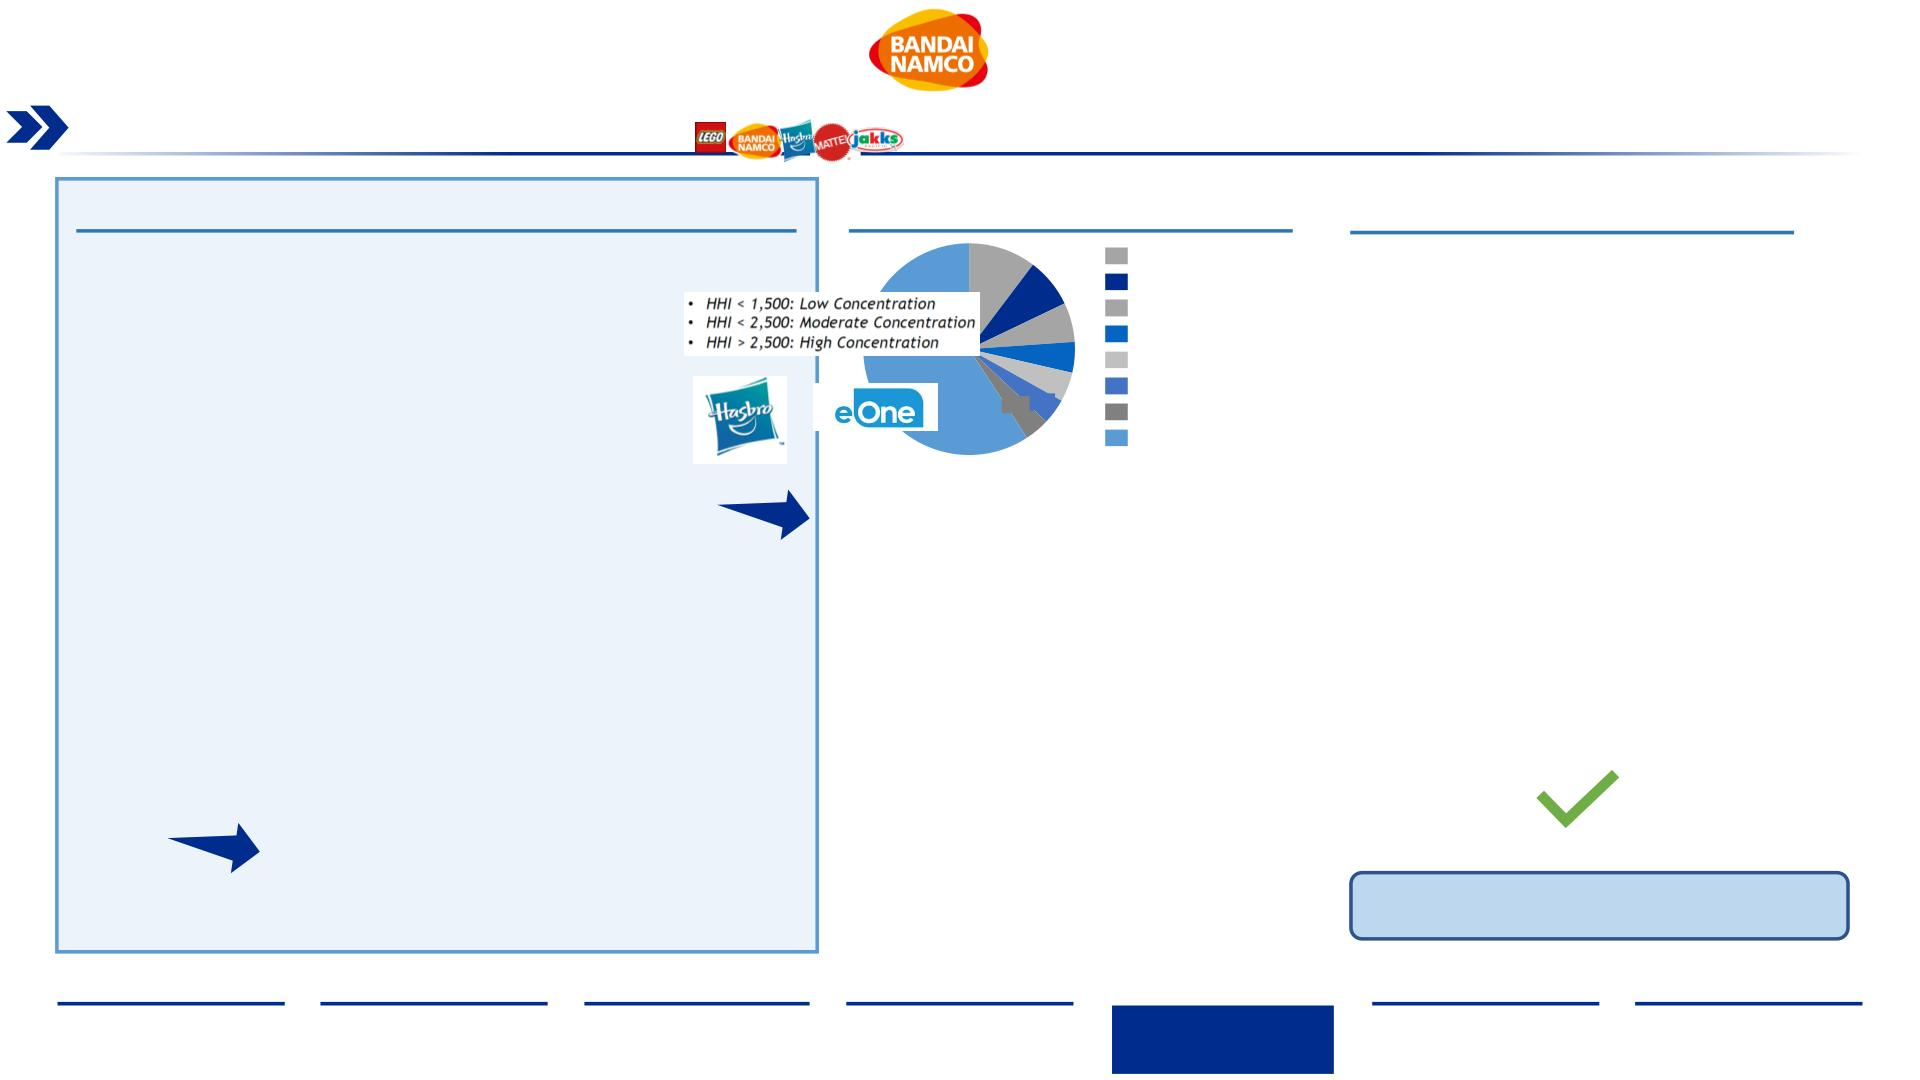 BANDAI
NAMCO
LEGO
BANDAI
NAMCO
Hasbro
MATTEL
jakks
• HHI < 1,500: Low Concentration
• HHI < 2,500: Moderate Concentration
• HHI > 2,500: High Concentration
Hasbro
TM
eOne